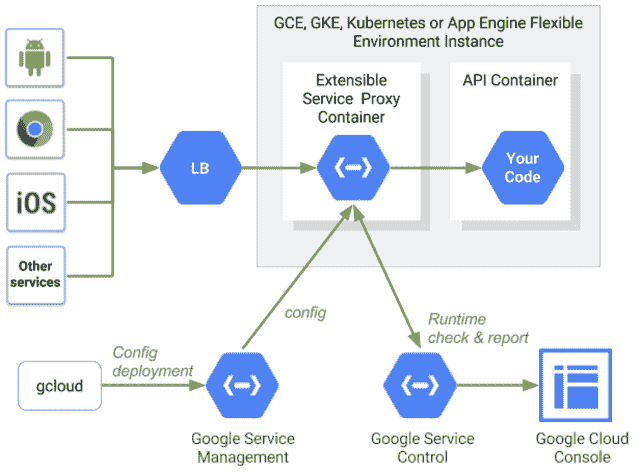 GCE, GKE, Kubernetes or App Engine Flexible
Environment Instance
Extensible
Service Proxy
Container
API Container
LB
Your
Code
iOS
Other
services
config
Runtime
check & report
Config
deployment
gcloud
Google Service
Management
Google Service
Control
Google Cloud
Console